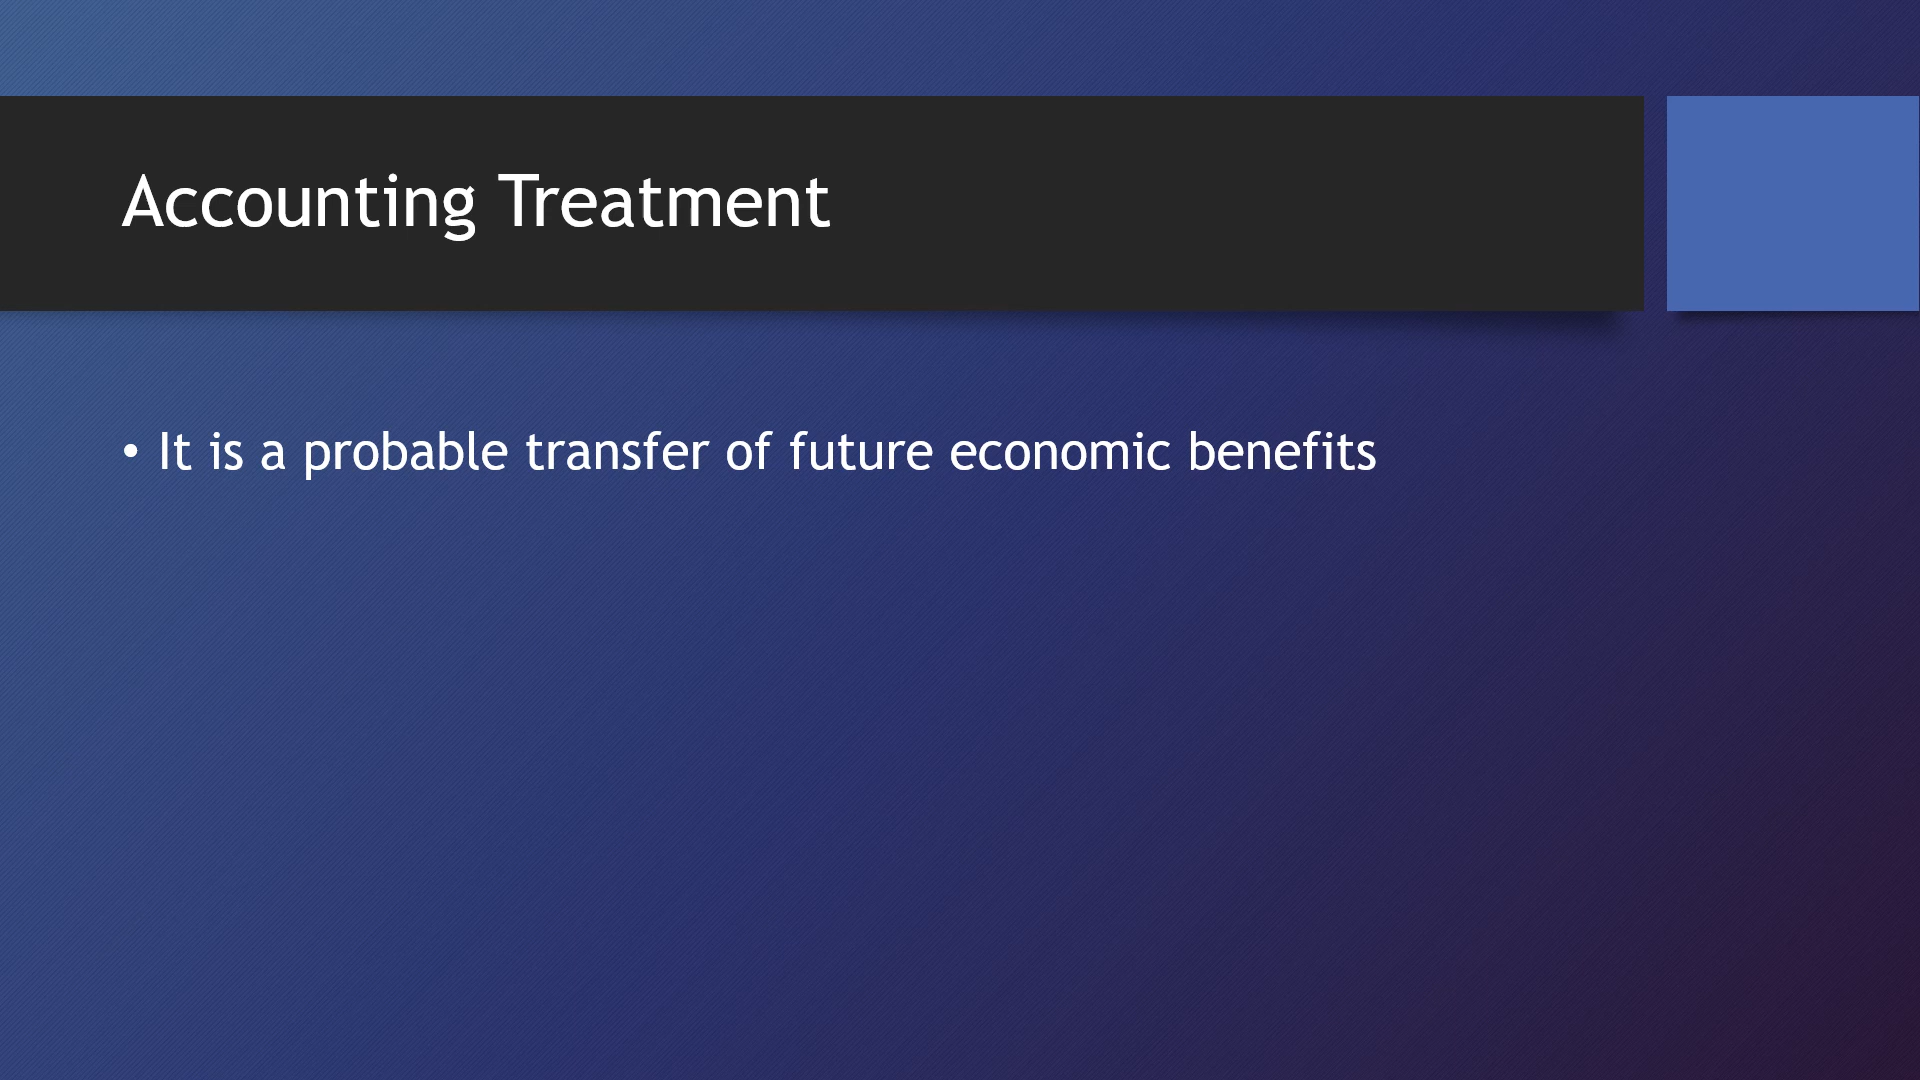 Accounting Treatment
• It is a probable transfer of future economic benefits